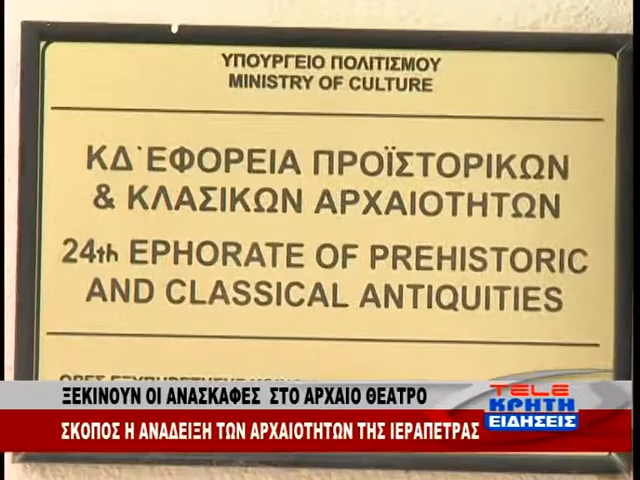 ΥΠΟΥΡΓΕΙΟ ΠΟΛΙΤΙΣΜΟΥ
MINISTRY OF CULTURE
ΚΔ΄ΕΦΟΡΕΙΑ ΠΡΟΪΣΤΟΡΙΚΩΝ
& ΚΛΑΣΙΚΩΝ ΑΡΧΑΙΟΤΗΤΩΝ
24th EPHORATE OF PREHISTORIC
AND CLASSICAL ANTIQUITIES
ΞΕΚΙΝΟΥΝ ΟΙ ΑΝΑΣΚΑΦΕΣ ΣΤΟ ΑΡΧΑΙΟ ΘΕΑΤΡΟ
ΣΚΟΠΟΣ Η ΑΝΑΔΕΙΞΗ ΤΩΝ ΑΡΧΑΙΟΤΗΤΩΝ ΤΗΣ ΙΕΡΑΠΕΤΡΑΣ
TELE
ΚΡΗΤΗ
ΕΙΔΗΣΕΙΣ